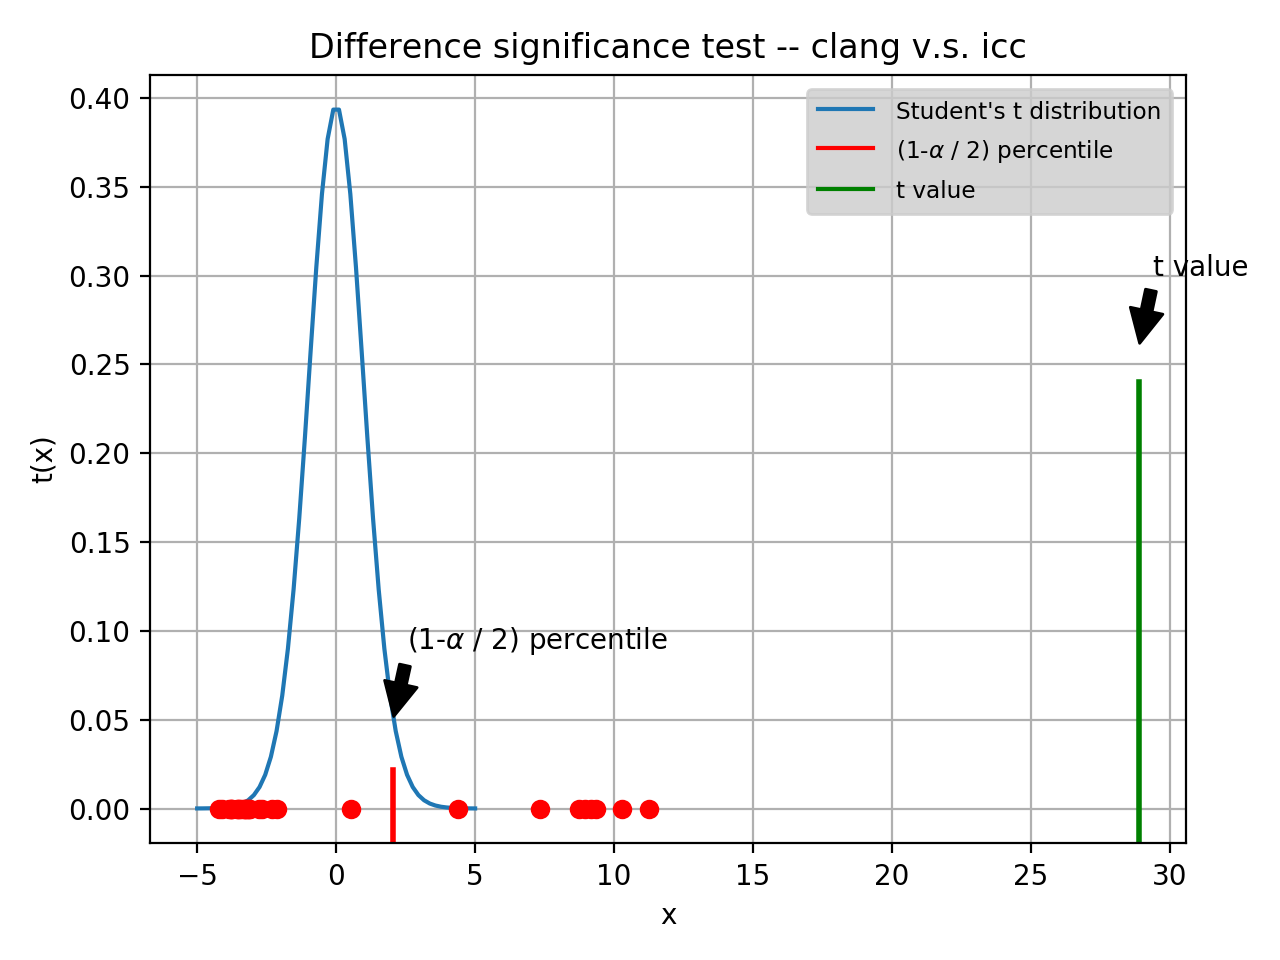 Difference significance test -- clang v.s. icc
Student's t distribution
(1-α / 2) percentile
t value
t value
(1-α / 2) percentile
t(x)
0.40
0.35
0.30
0.25
0.20
0.15
0.10
0.05
0.00
−5 0 5 10 15 20 25 30
x